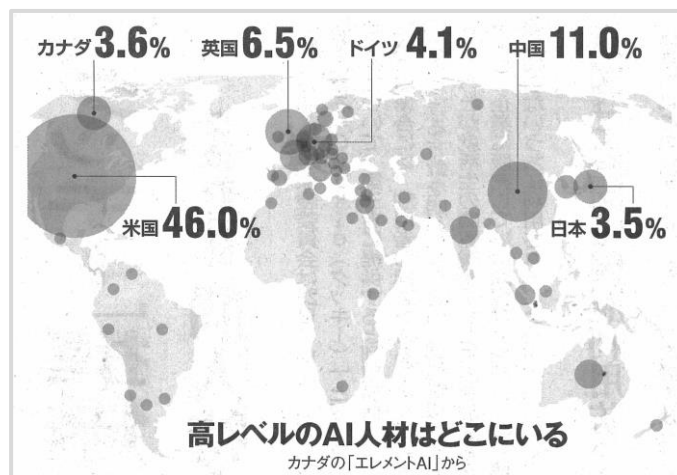 カナダ3.6%
英国6.5%
ドイツ4.1%
中国11.0%
米国46.0%
日本3.5%
高レベルのAI人材はどこにいる
カナダの「エレメントAI」から